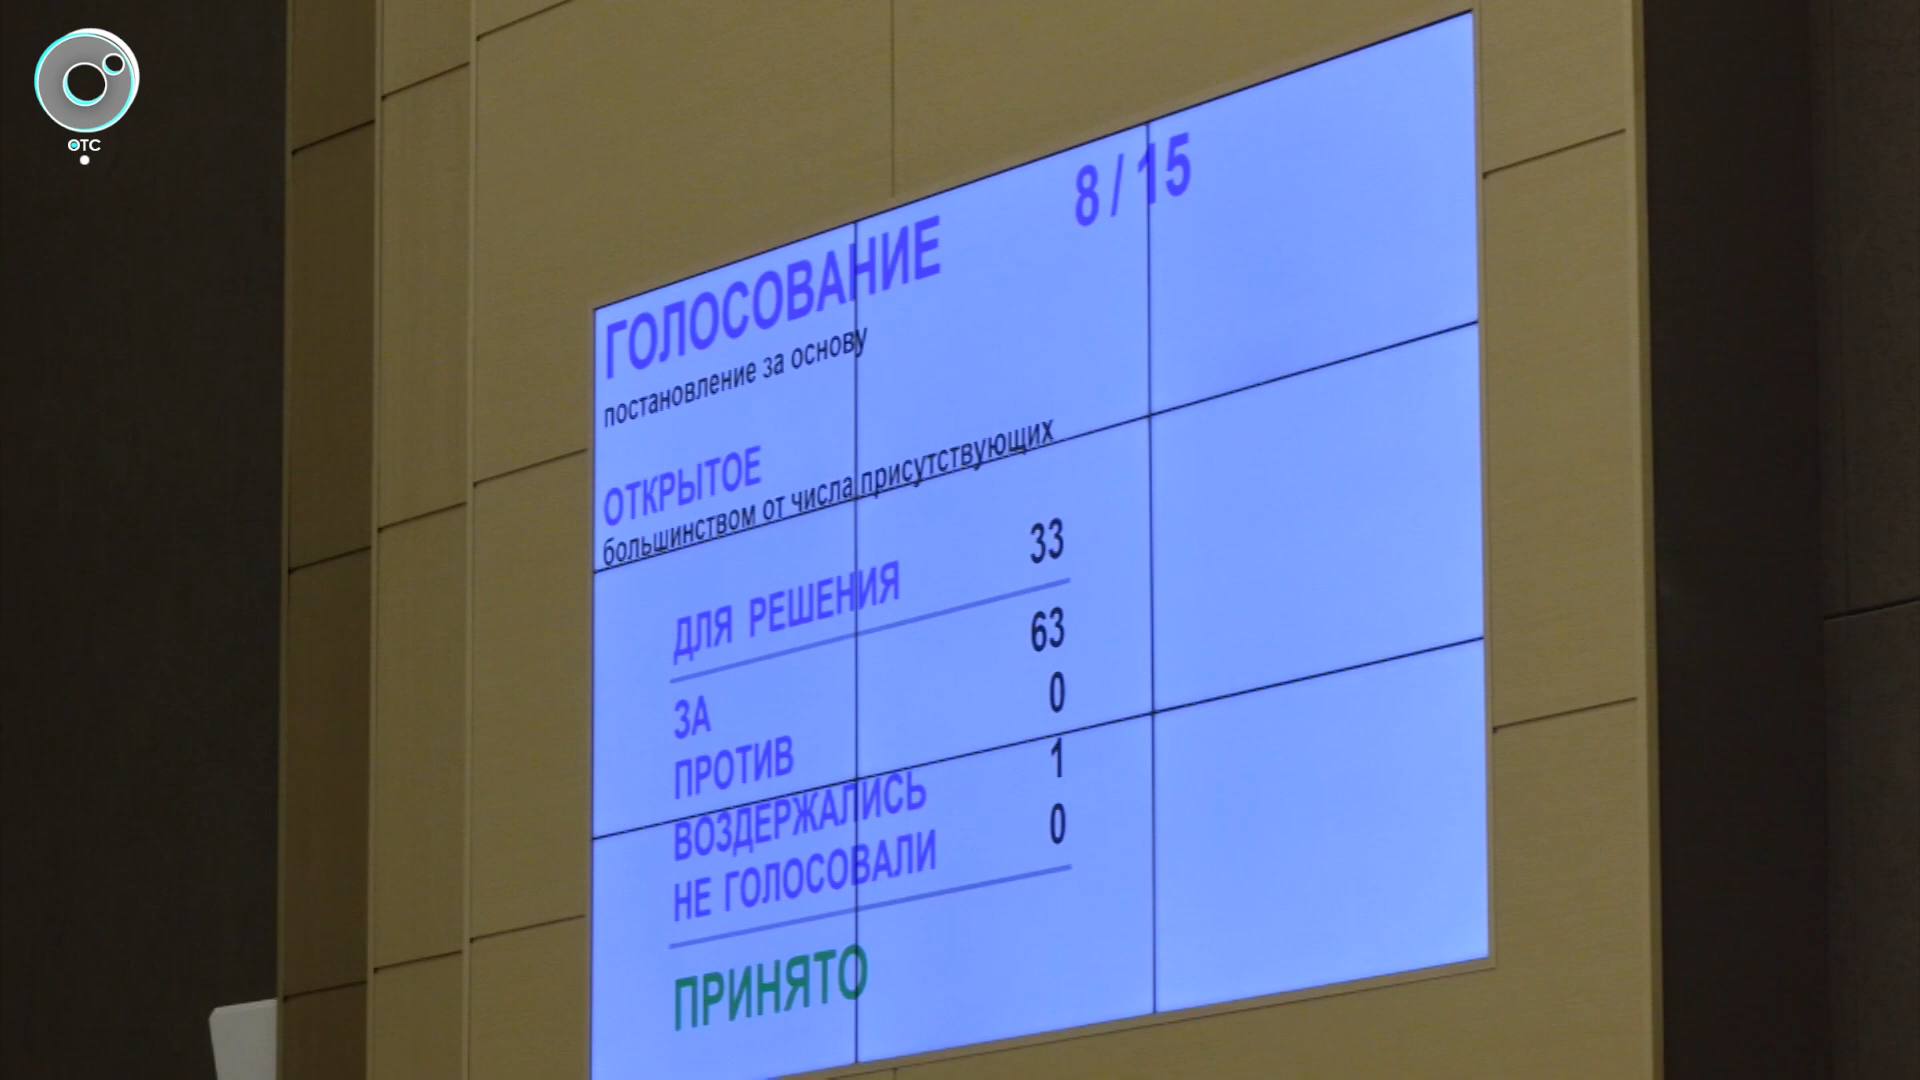 ОТС
ГОЛОСОВАНИЕ 8 / 15
постановление за основу
ОТКРЫТОЕ
большинством от числа присутствующих
ДЛЯ РЕШЕНИЯ 33
ЗА 63
ПРОТИВ 0
ВОЗДЕРЖАЛИСЬ 1
НЕ ГОЛОСОВАЛИ 0
ПРИНЯТО